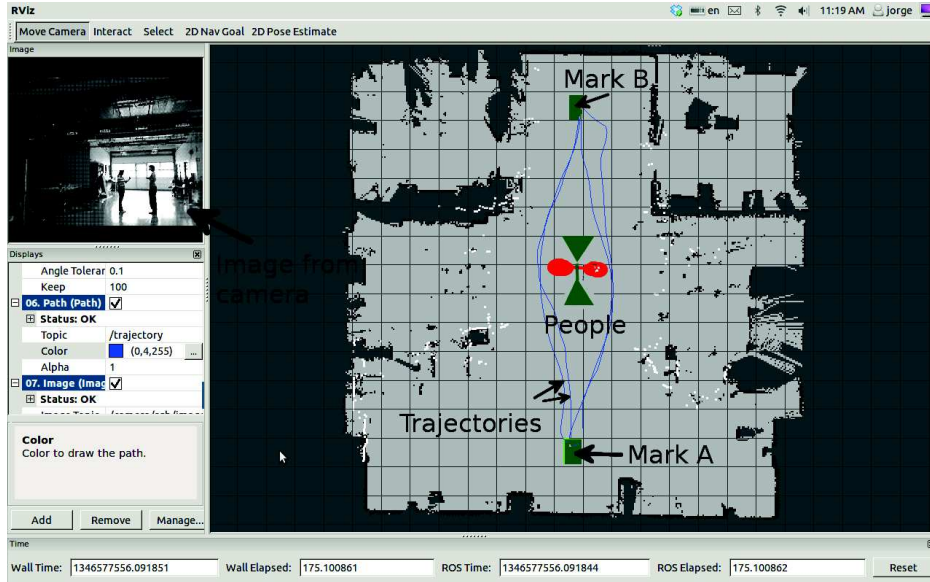 RViz
en
11:19 AM
jorge
Move Camera Interact Select 2D Nav Goal 2D Pose Estimate
Image
Mark B
Image from
camera
Displays
Angle Tolerar 0.1
Keep 100
06. Path (Path)
Status: OK
Topic /trajectory
Color (0,4,255) ...
Alpha 1
07. Image (Imag
Status: OK
People
Trajectories
Mark A
Color
Color to draw the path.
Add Remove Manage...
Time
Wall Time: 1346577556.091851 Wall Elapsed: 175.100861 ROS Time: 1346577556.091844 ROS Elapsed: 175.100862 Reset